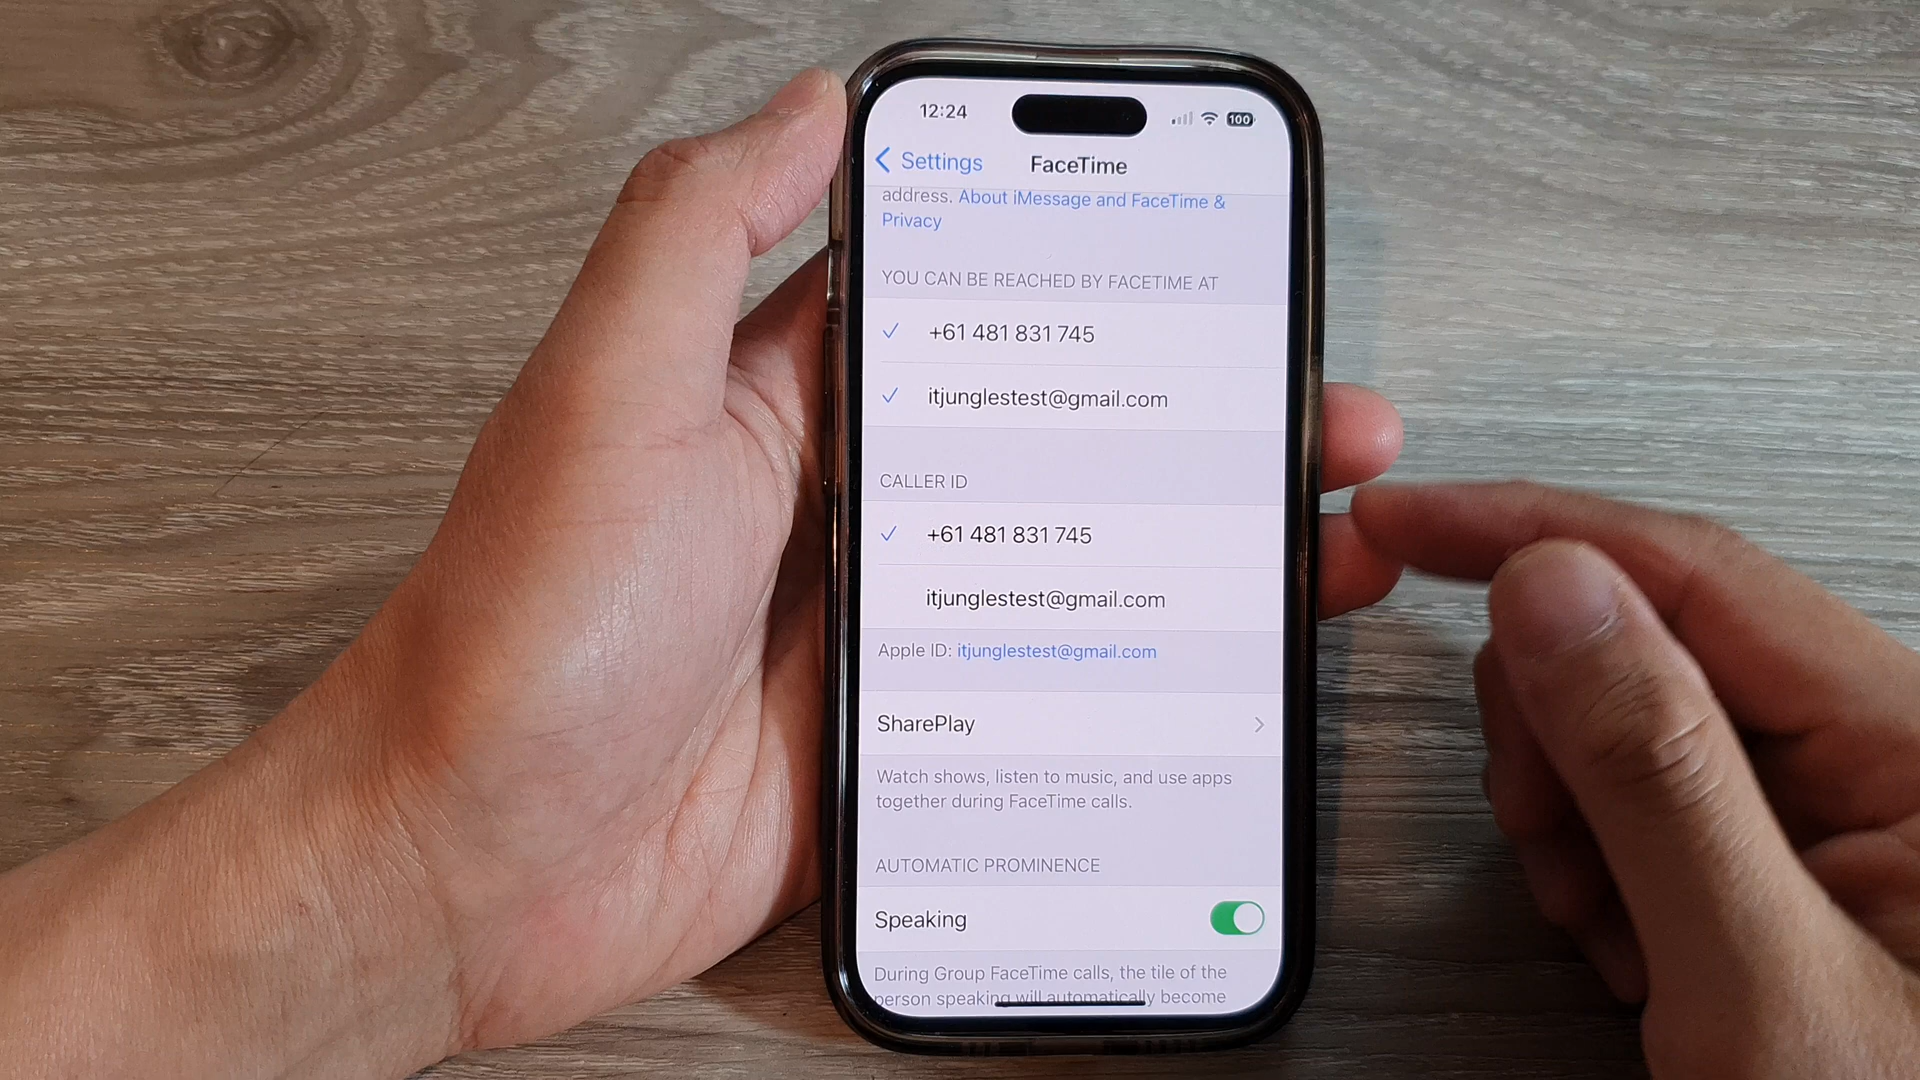 12:24
100
Settings
FaceTime
address. About iMessage and FaceTime &
Privacy
YOU CAN BE REACHED BY FACETIME AT
+61 481 831 745
itjunglestest@gmail.com
CALLER ID
+61 481 831 745
itjunglestest@gmail.com
Apple ID: itjunglestest@gmail.com
SharePlay
Watch shows, listen to music, and use apps
together during FaceTime calls.
AUTOMATIC PROMINENCE
Speaking
During Group FaceTime calls, the tile of the
person speaking will automatically become